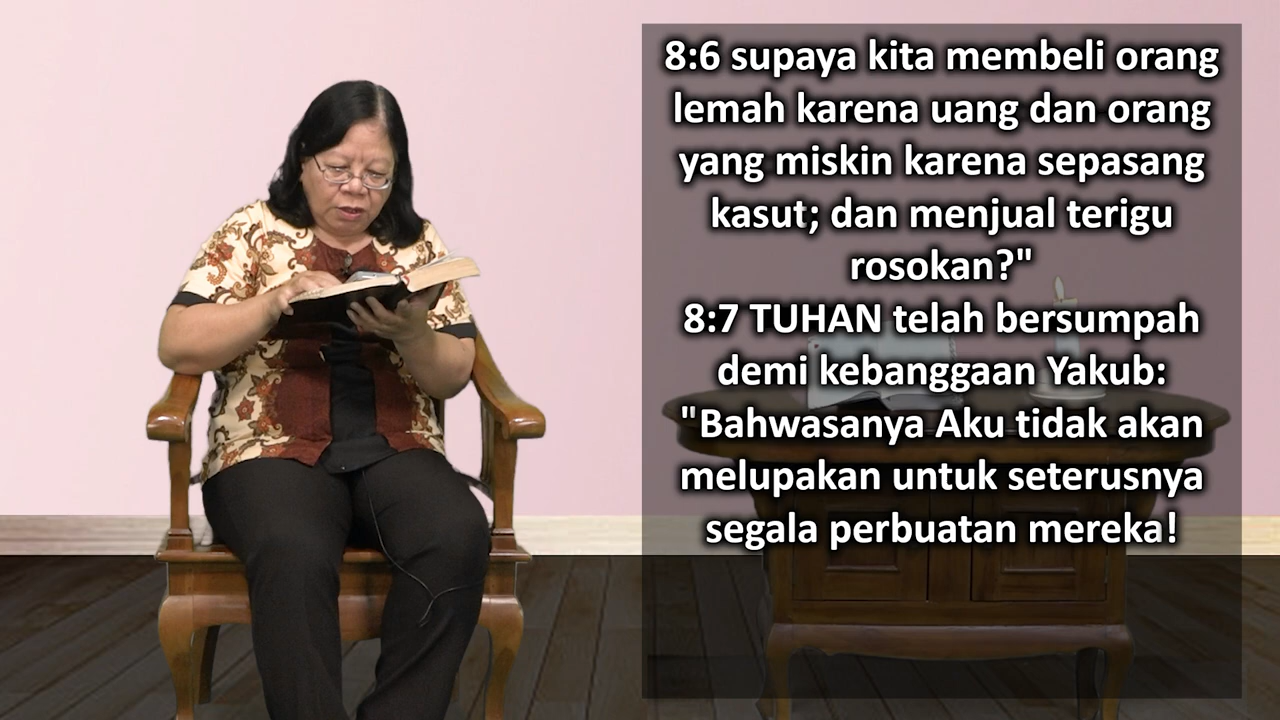 8:6 supaya kita membeli orang
lemah karena uang dan orang
yang miskin karena sepasang
kasut; dan menjual terigu
rosokan?"
8:7 TUHAN telah bersumpah
demi kebanggaan Yakub:
"Bahwasanya Aku tidak akan
melupakan untuk seterusnya
segala perbuatan mereka!